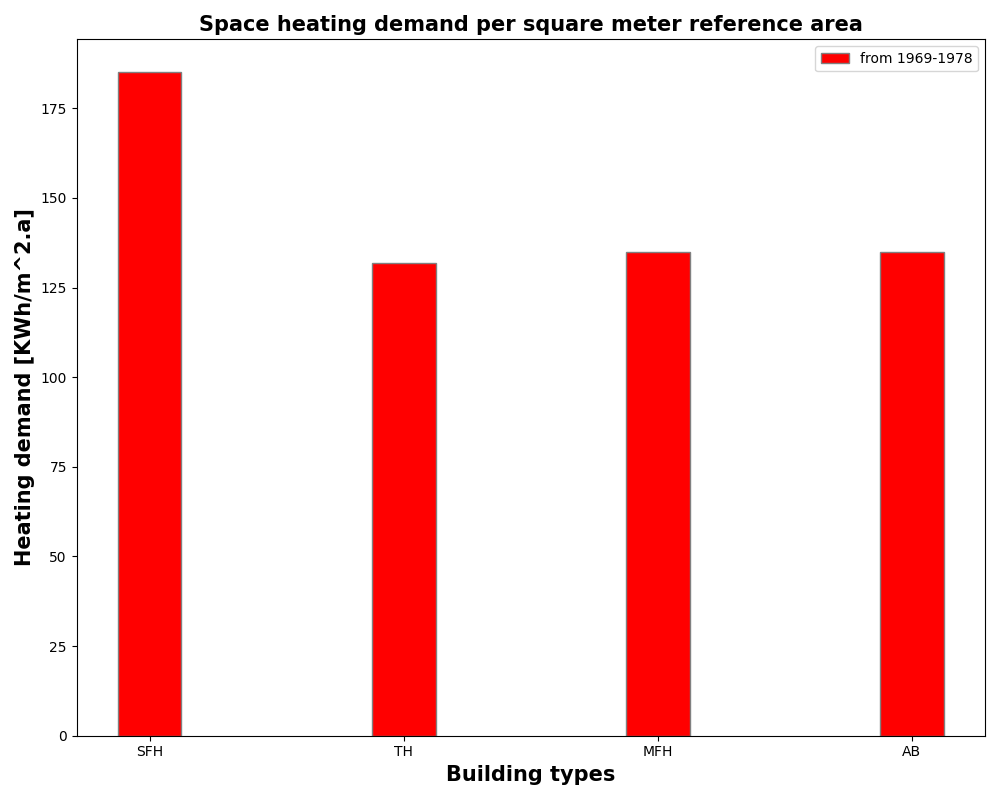 Space heating demand per square meter reference area
from 1969-1978
Heating demand [KWh/m^2.a]
175
150
125
100
75
50
25
0
SFH TH MFH AB
Building types